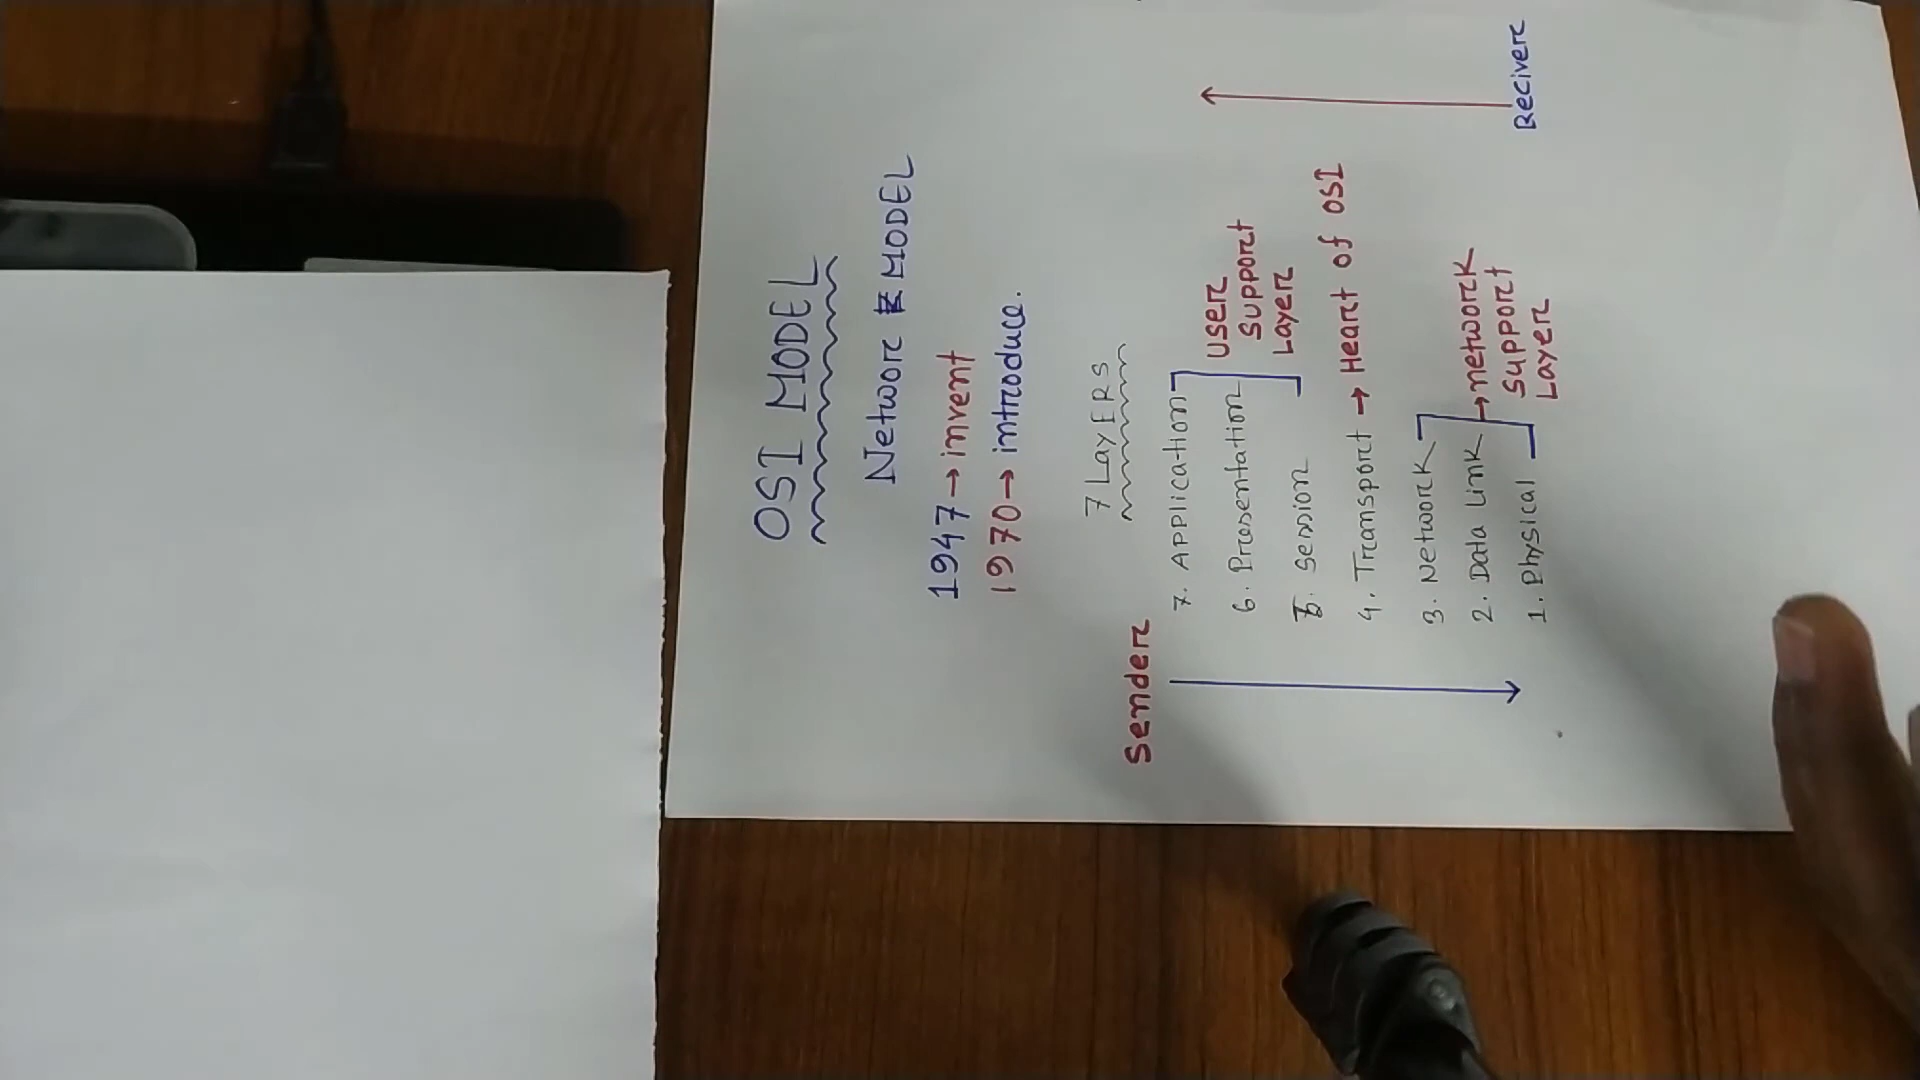 OSI MODEL
Networ MODEL
1947 → invent
1970 → introduce.
7 LayERS
Sender
7. APPlication
6. Presentation
5. Session
User
Support
Layer
4. Transport → Heart of OSI
3. Network
2. Data Link
1. Physical
→ network
Support
Layer
Reciver